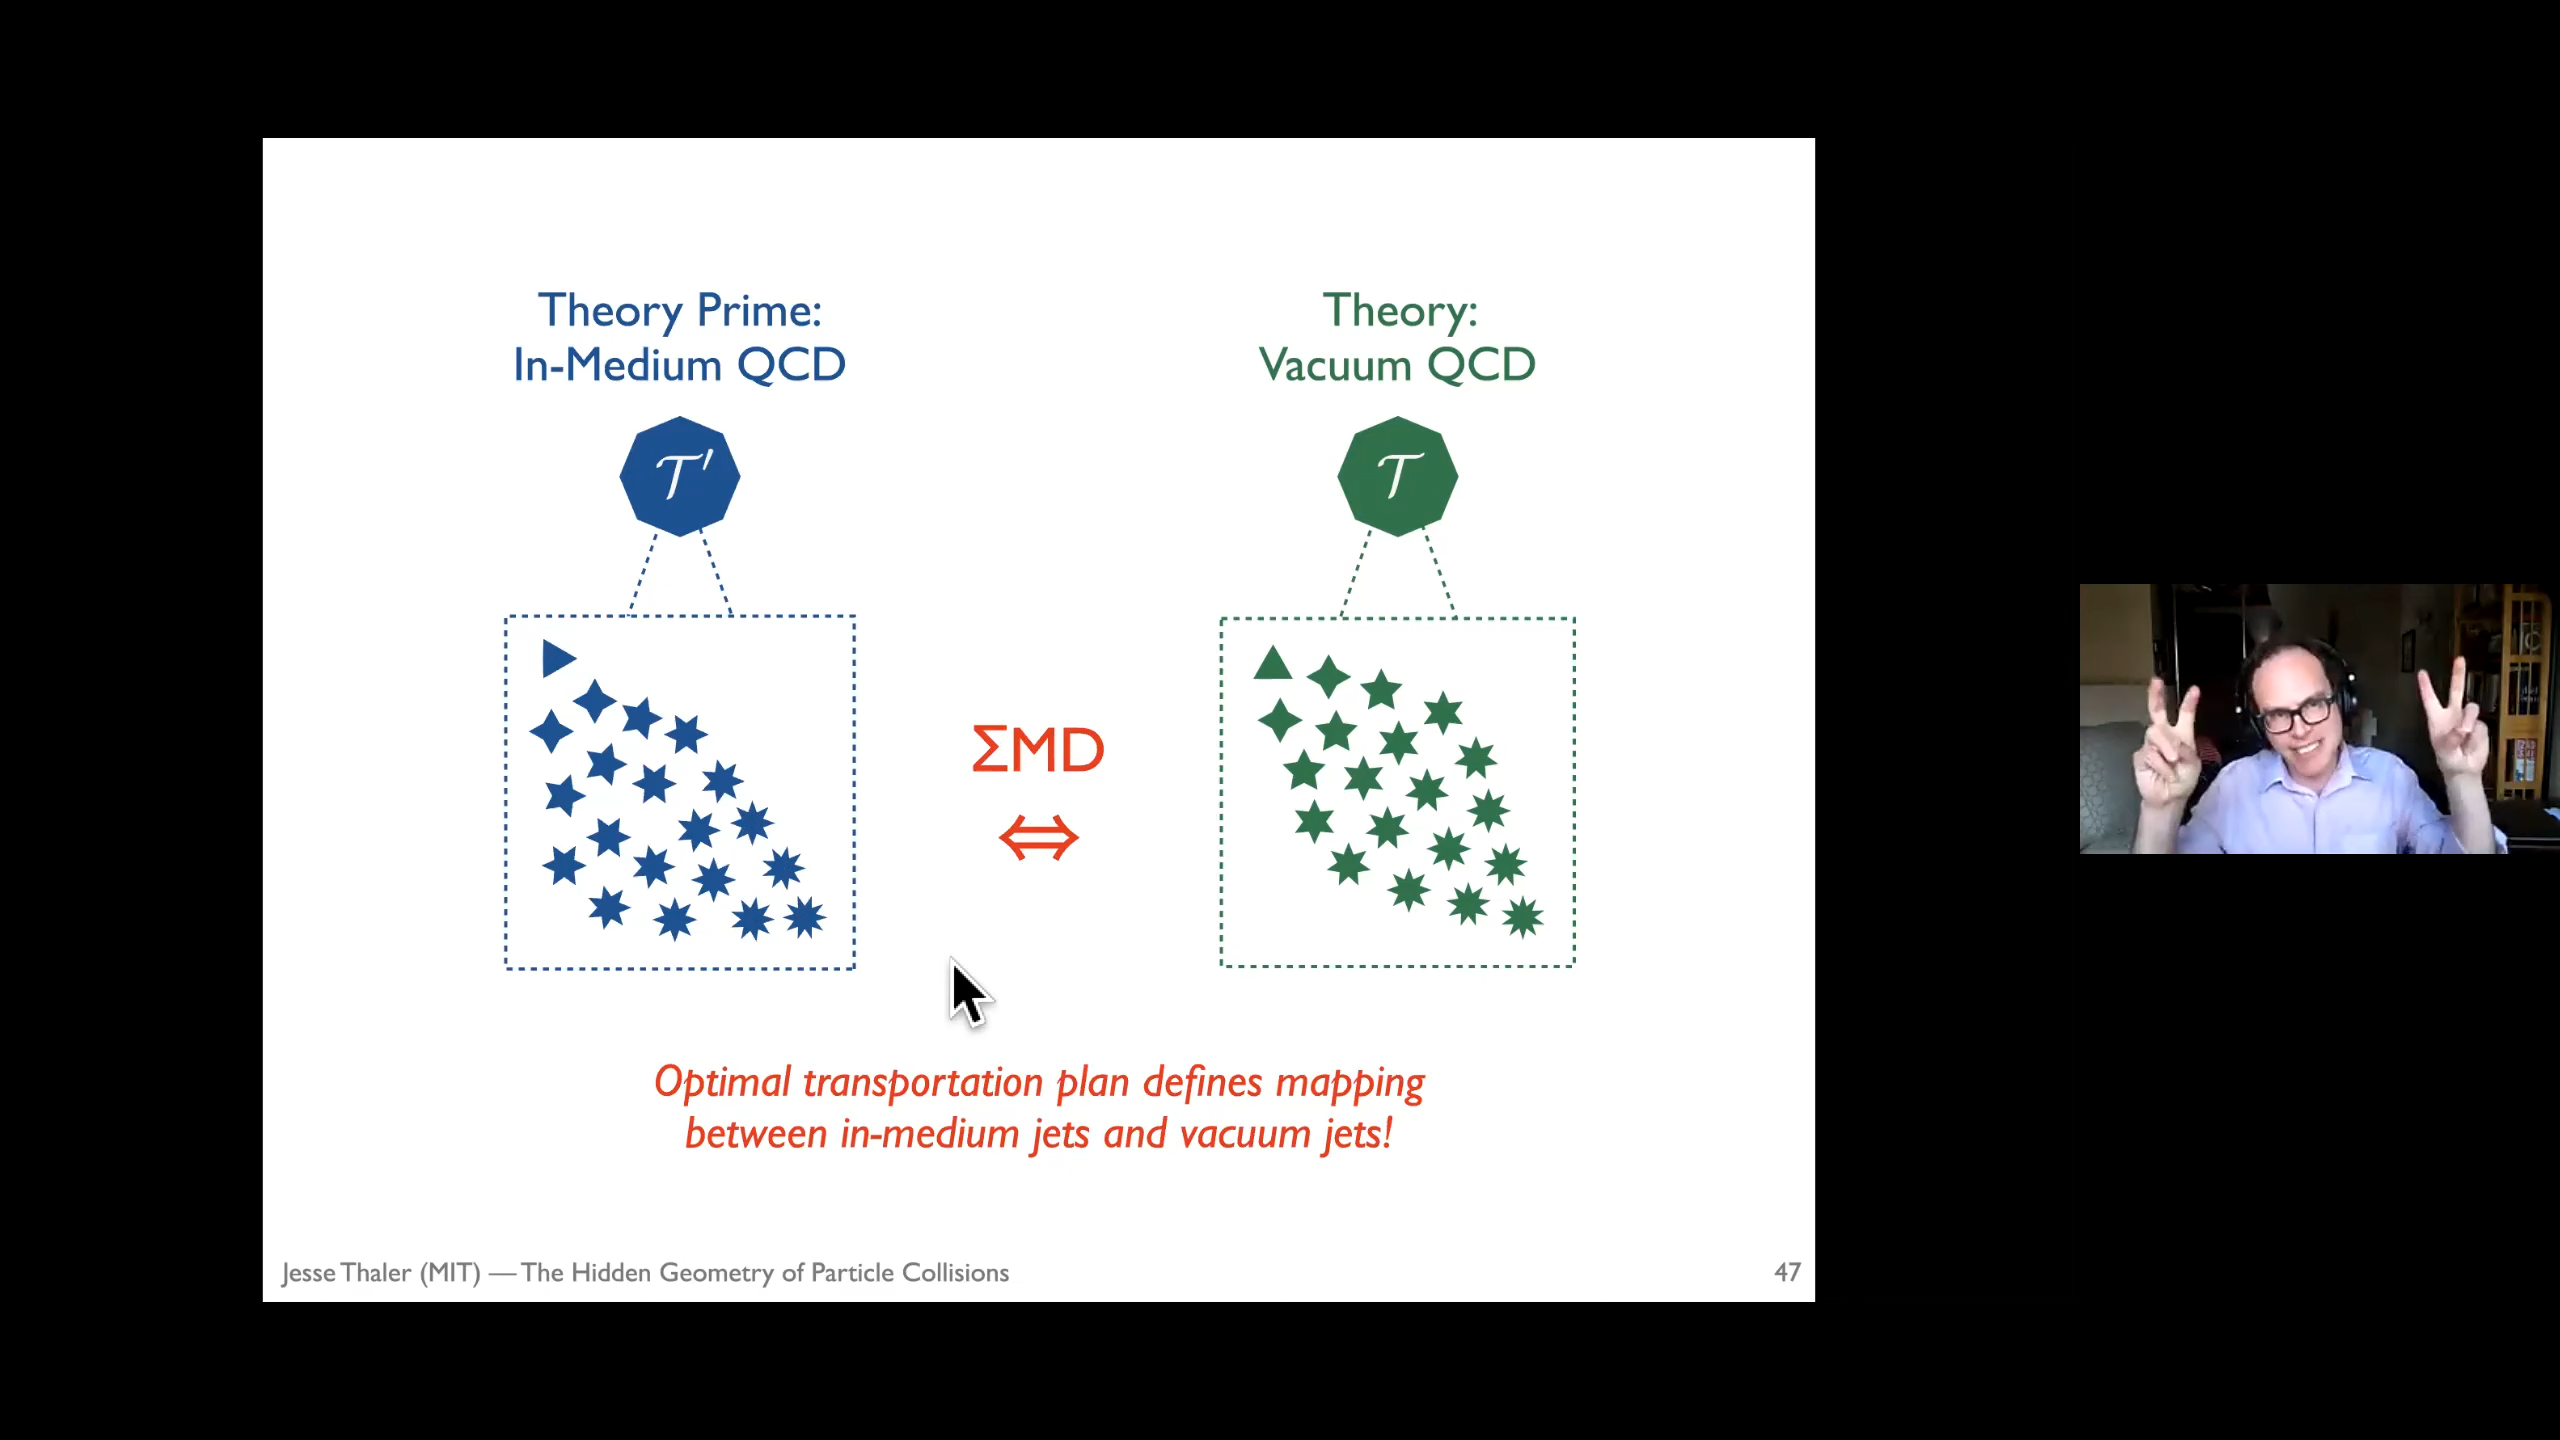 Theory Prime:
In-Medium QCD
Theory:
Vacuum QCD
𝒯′
𝒯
ΣMD
⇔
Optimal transportation plan defines mapping
between in-medium jets and vacuum jets!
Jesse Thaler (MIT) — The Hidden Geometry of Particle Collisions
47